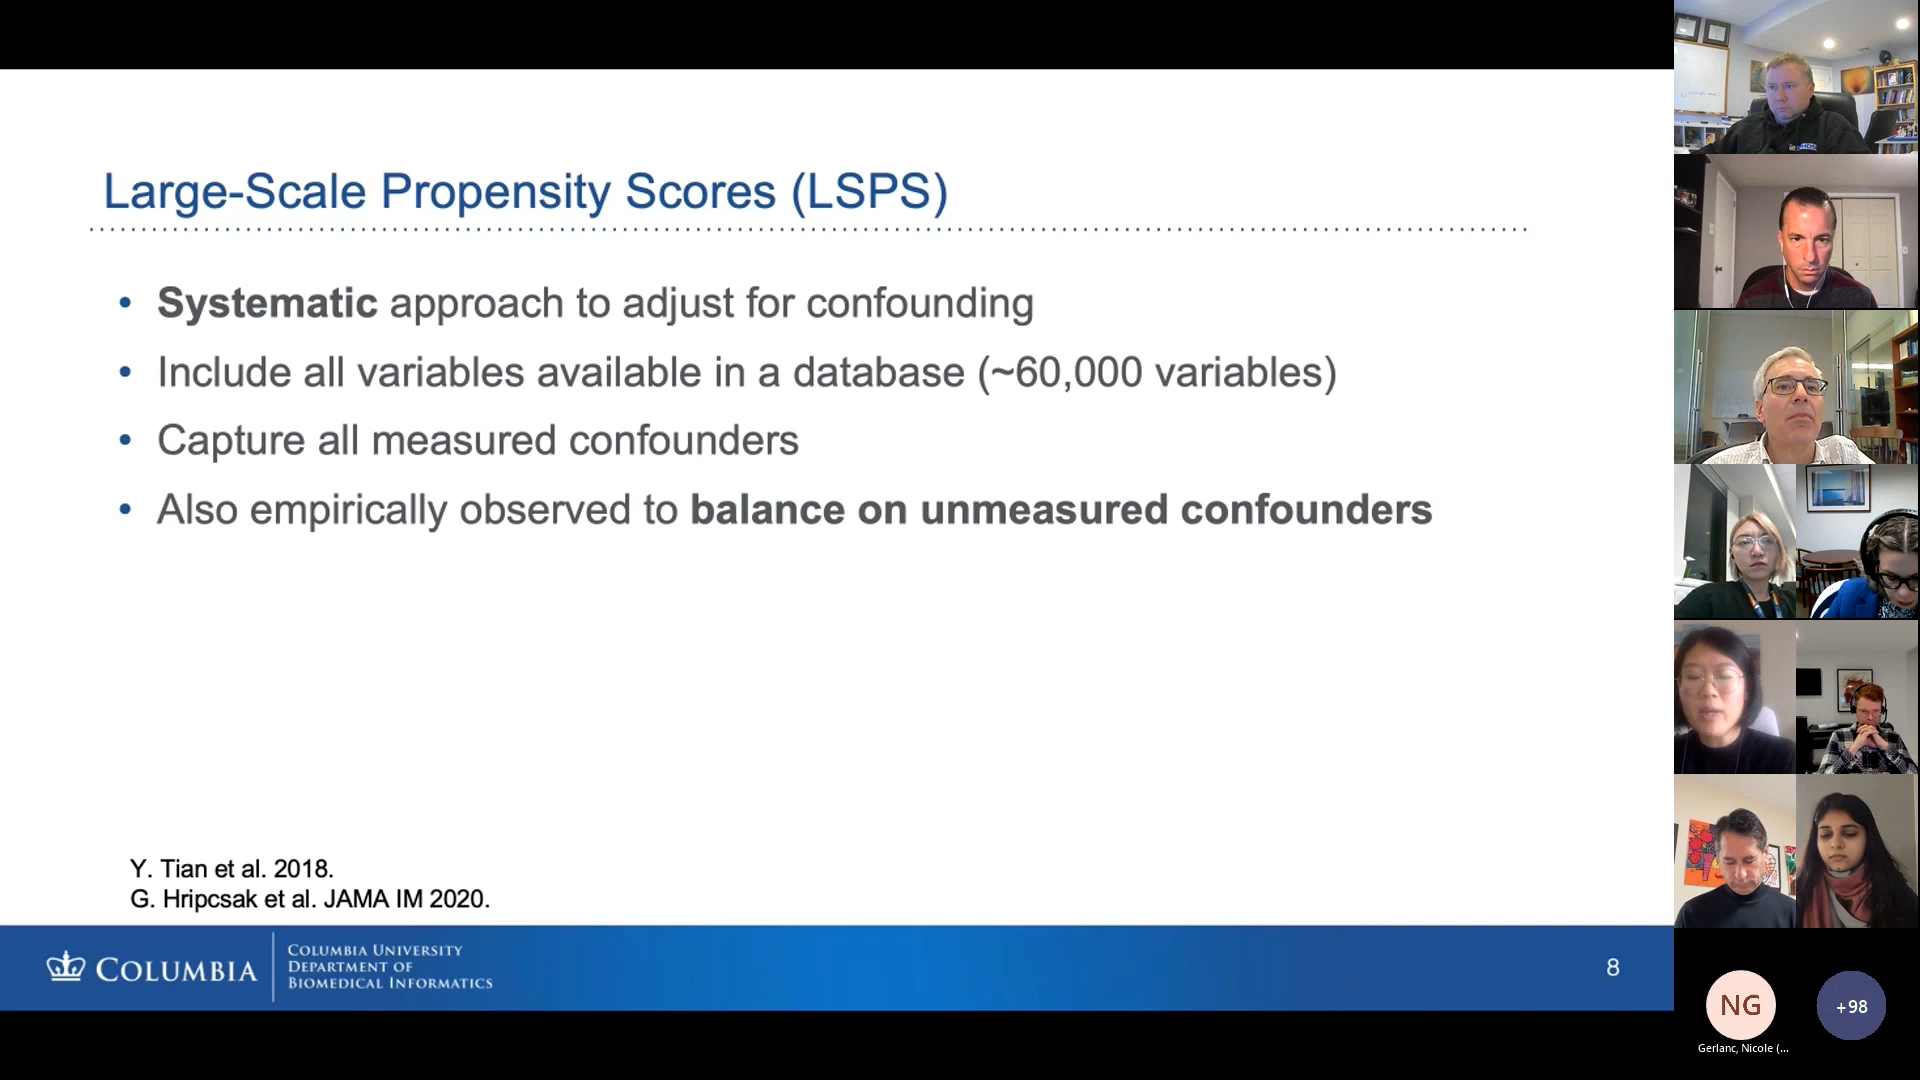 Large-Scale Propensity Scores (LSPS)
• Systematic approach to adjust for confounding
• Include all variables available in a database (~60,000 variables)
• Capture all measured confounders
• Also empirically observed to balance on unmeasured confounders
Y. Tian et al. 2018.
G. Hripcsak et al. JAMA IM 2020.
COLUMBIA
COLUMBIA UNIVERSITY
DEPARTMENT OF
BIOMEDICAL INFORMATICS
8
NG
+98
Gerlanc, Nicole (...